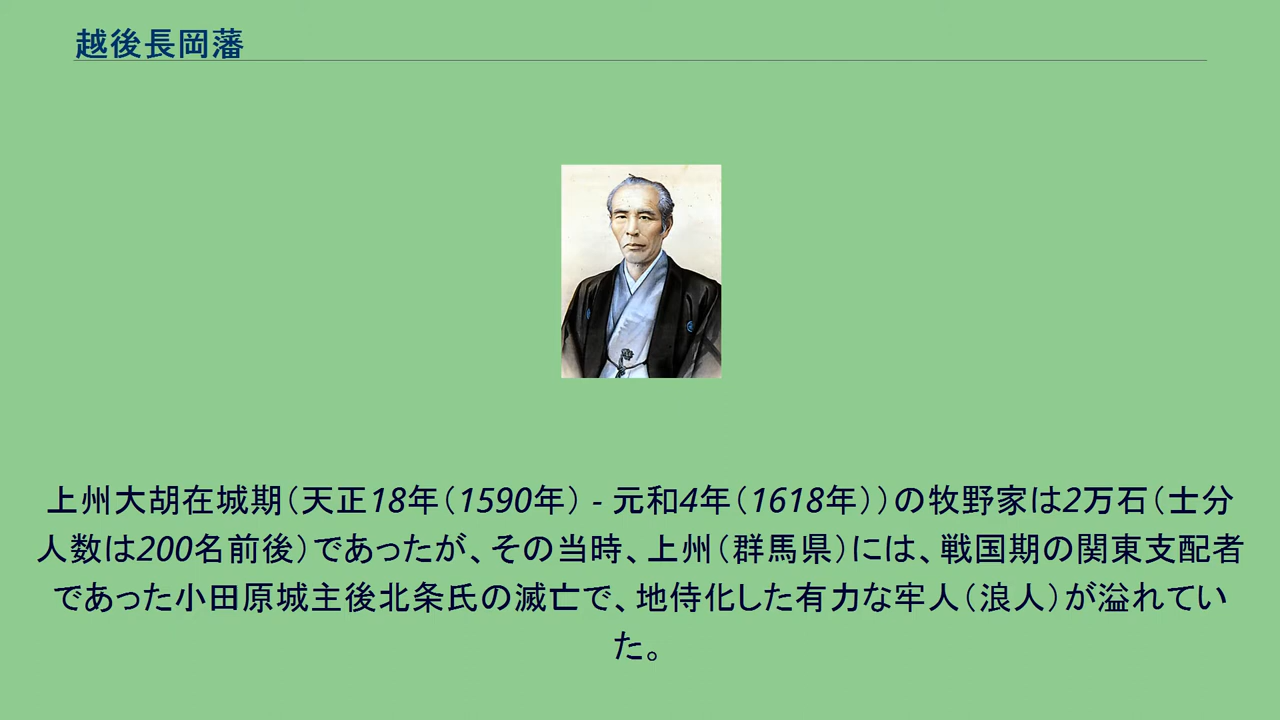 越後長岡藩
上州大胡在城期（天正18年（1590年） - 元和4年（1618年））の牧野家は2万石（士分
人数は200名前後）であったが、その当時、上州（群馬県）には、戦国期の関東支配者
であった小田原城主後北条氏の滅亡で、地侍化した有力な牢人（浪人）が溢れてい
た。